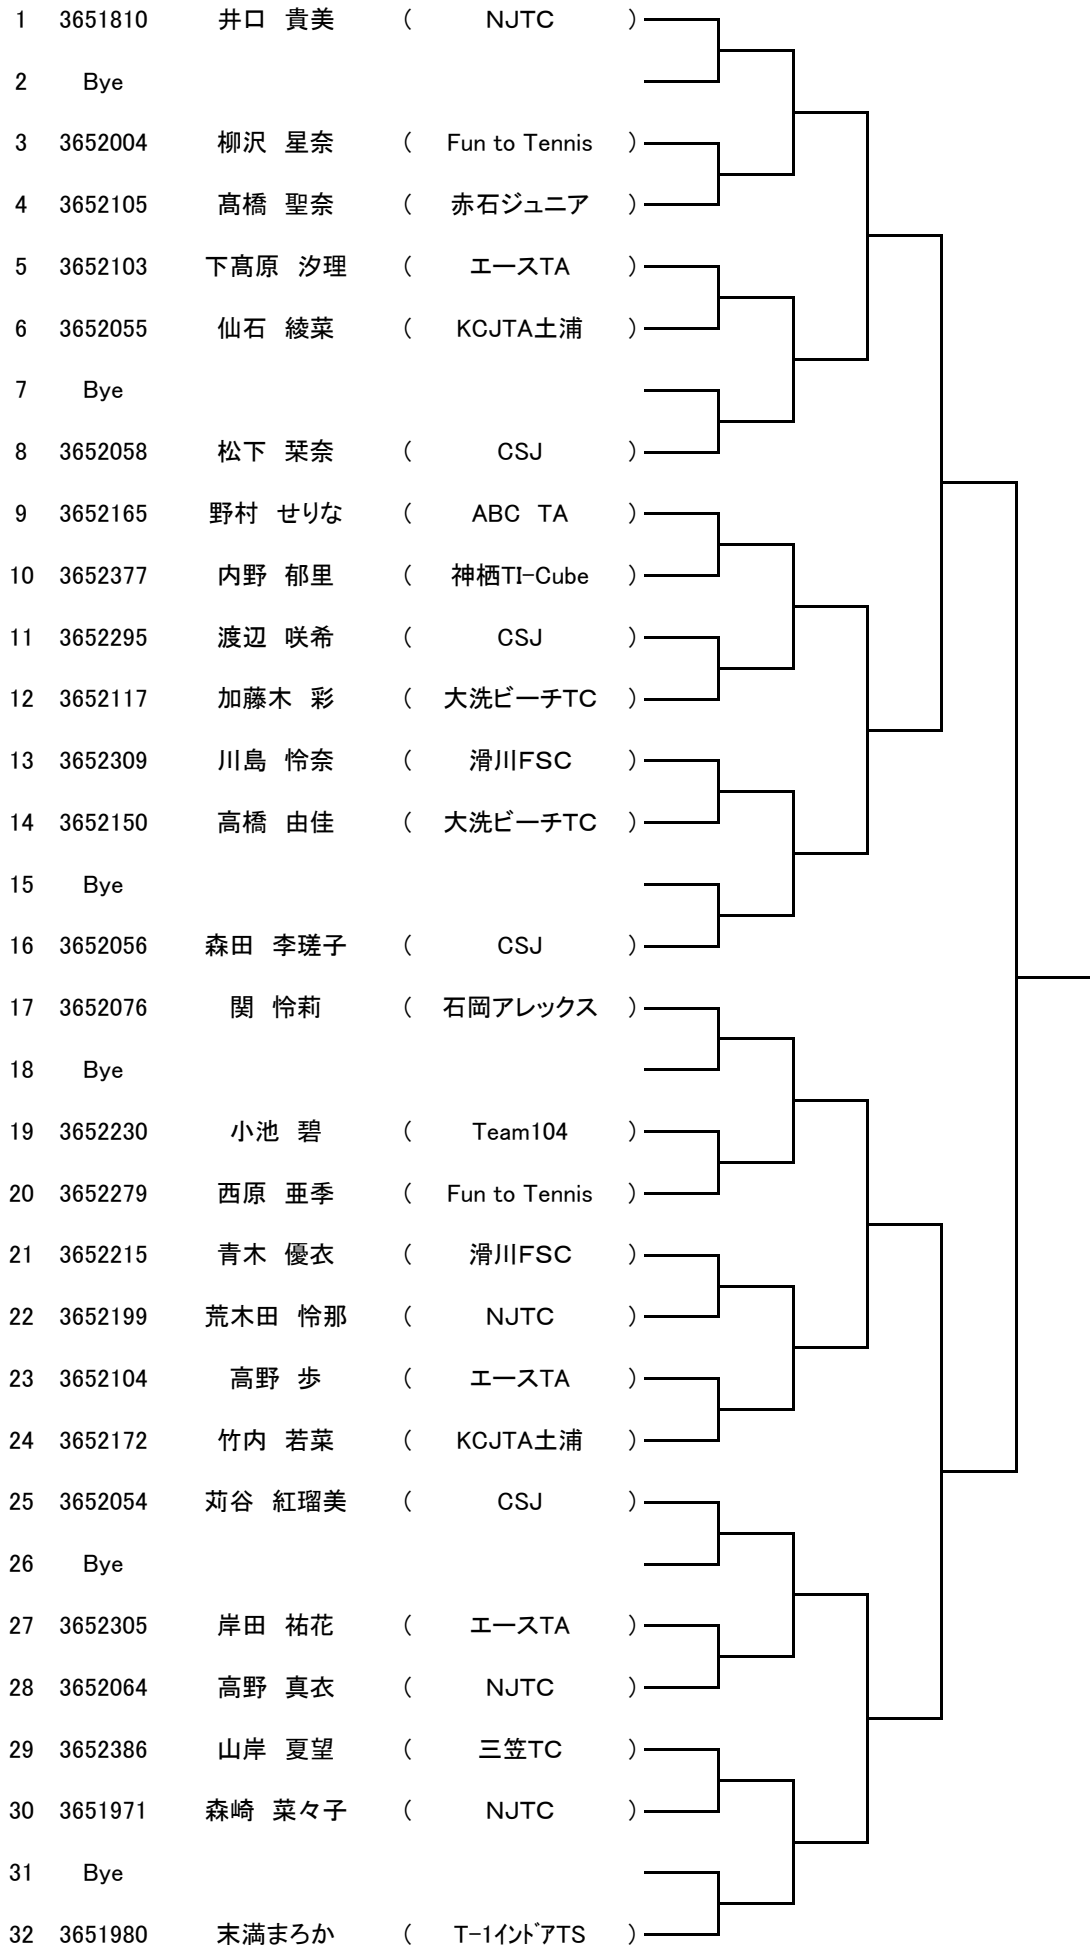 1 3651810 井口 貴美 ( NJTC )
2 Bye
3 3652004 柳沢 星奈 ( Fun to Tennis )
4 3652105 髙橋 聖奈 ( 赤石ジュニア )
5 3652103 下髙原 汐理 ( エースTA )
6 3652055 仙石 綾菜 ( KCJTA土浦 )
7 Bye
8 3652058 松下 栞奈 ( CSJ )
9 3652165 野村 せりな ( ABC TA )
10 3652377 内野 郁里 ( 神栖TI-Cube )
11 3652295 渡辺 咲希 ( CSJ )
12 3652117 加藤木 彩 ( 大洗ビーチTC )
13 3652309 川島 怜奈 ( 滑川FSC )
14 3652150 高橋 由佳 ( 大洗ビーチTC )
15 Bye
16 3652056 森田 李瑳子 ( CSJ )
17 3652076 関 怜莉 ( 石岡アレックス )
18 Bye
19 3652230 小池 碧 ( Team104 )
20 3652279 西原 亜季 ( Fun to Tennis )
21 3652215 青木 優衣 ( 滑川FSC )
22 3652199 荒木田 怜那 ( NJTC )
23 3652104 高野 歩 ( エースTA )
24 3652172 竹内 若菜 ( KCJTA土浦 )
25 3652054 苅谷 紅瑠美 ( CSJ )
26 Bye
27 3652305 岸田 祐花 ( エースTA )
28 3652064 高野 真衣 ( NJTC )
29 3652386 山岸 夏望 ( 三笠TC )
30 3651971 森崎 菜々子 ( NJTC )
31 Bye
32 3651980 末満まろか ( T-1ｲﾝﾄﾞｱTS )